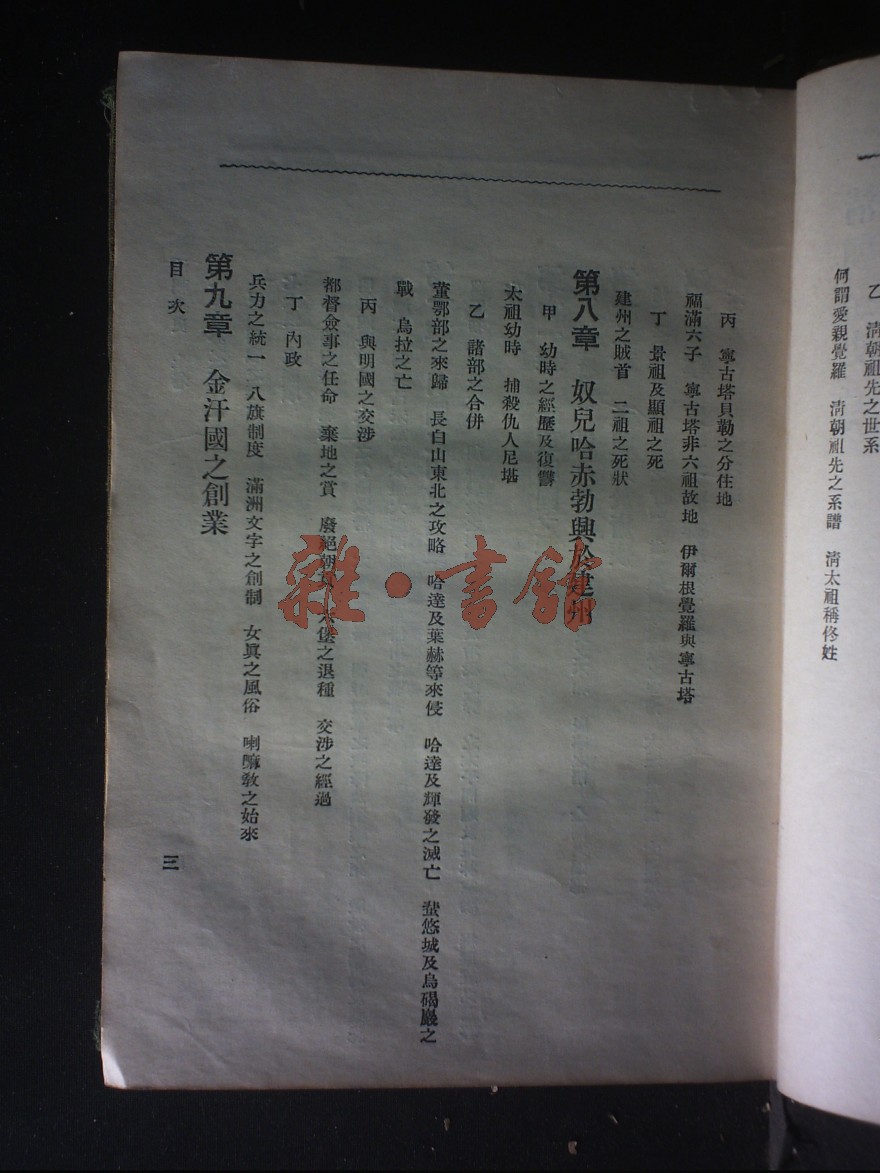 乙　淸朝祖先之世系
何謂愛親覺羅　淸朝祖先之系譜　淸太祖稱佟姓
丙　寧古塔貝勒之分住地
福滿六子　寧古塔非六祖故地　伊爾根覺羅與寧古塔
丁　景祖及顯祖之死
建州之賊首　二祖之死狀
第八章　奴兒哈赤勃興於建州
甲　幼時之經歷及復讐
太祖幼時　捕殺仇人尼堪
乙　諸部之合併
董鄂部之來歸　長白山東北之攻略　哈達及葉赫等來侵　哈達及輝發之滅亡　蜚悠城及烏碣巖之
戰　烏拉之亡
丙　與明國之交涉
都督僉事之任命　棄地之賞　廢絕朝貢　六堡之退種　交涉之經過
丁　內政
兵力之統一　八旗制度　滿洲文字之創制　女眞之風俗　喇嘛敎之始來
第九章　金汗國之創業
目次
三
雜·書館